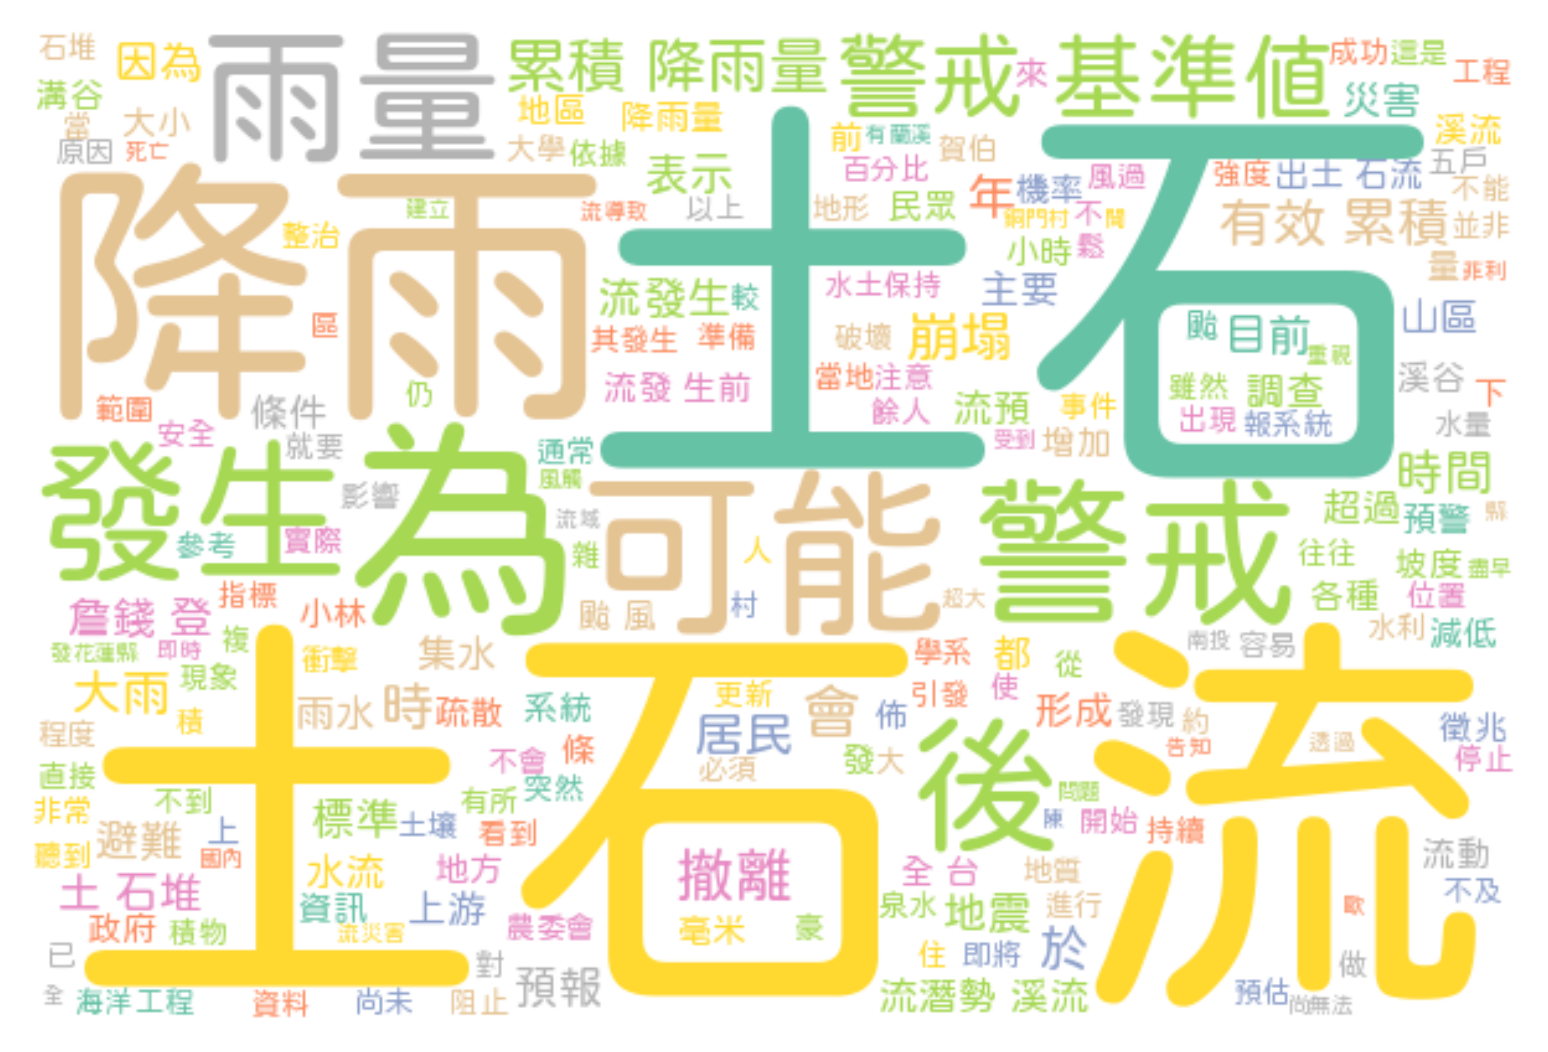 石堆
因為
雨量
累積 降雨量
警戒
來
基準值
成功
這是
工程
溝谷
當
大小
地區
降雨量
災害
溪流
原因
死亡
大學
依據
表示
前
有 蘭溪
百分比
賀伯
年
機率
風過
強度
出土 石流
五戶
不能
降雨
建立
流導致
以上
地形
民眾
銅門村
不
聞
有效 累積
並非
整治
土石
小時
鬆
量
菲利
流發生
較
水土保持
主要
山區
區
其發生
準備
破壞
崩塌
颱
目前
重視
仍
流發 生前
當地
注意
雖然
調查
溪谷
下
範圍
條件
餘人
流預
事件
出現
報系統
水量
安全
就要
通常
受到
增加
時間
發生
為
影響
風觸
可能
警戒
超過
預警
縣
流域
參考
實際
雜
人
往往
坡度
盡早
指標
小林
颱 風
村
超大
各種
位置
詹錢 登
複
水利
減低
發花蓮縣
即時
衝擊
集水
學系
都
從
南投
容易
大雨
現象
土石流
更新
會
引發
使
積
雨水
時
疏散
系統
居民
佈
形成
發現
約
徵兆
程度
不會
條
必須
發
大
後
告知
透過
停止
直接
不到
有所
突然
問題
非常
標準
土壤
看到
陳
開始
持續
避難
上
聽到
國內
水流
地方
撤離
全 台
地質
流動
土 石堆
資訊
上游
泉水
地震
進行
歐
不及
政府
積物
流災害
農委會
毫米
豪
已
對
住
即將
於
做
全
海洋工程
資料
尚未
阻止
預報
流潛勢 溪流
預估
尚無法